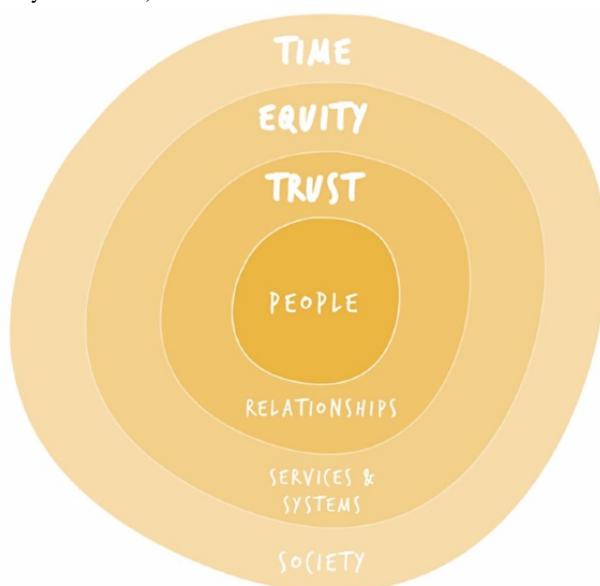 TIME
EQUITY
TRUST
PEOPLE
RELATIONSHIPS
SERVICES &
SYSTEMS
SOCIETY